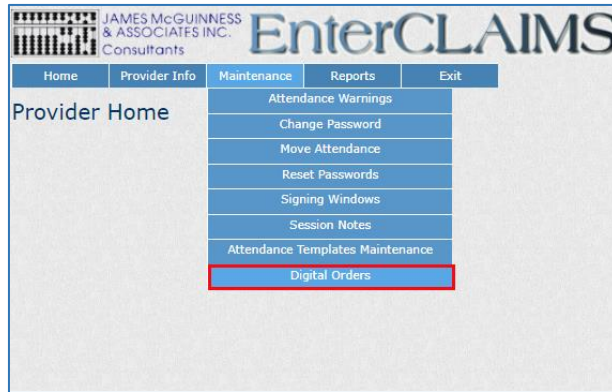 JAMES McGUINNESS
& ASSOCIATES INC.
Consultants
EnterCLAIMS
Home Provider Info Maintenance Reports Exit
Provider Home
Attendance Warnings
Change Password
Move Attendance
Reset Passwords
Signing Windows
Session Notes
Attendance Templates Maintenance
Digital Orders